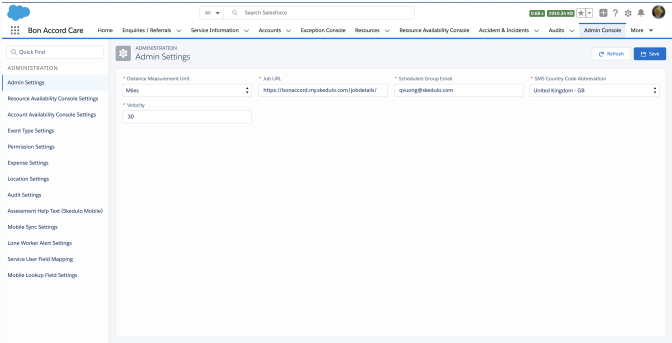 All Search Salesforce 0.68 s 1919.34 KB
Bon Accord Care Home Enquiries / Referrals Service Information Accounts Exception Console Resources Resource Availability Console Accident & Incidents Audits Admin Console More
Quick Find
ADMINISTRATION
Admin Settings
Resource Availability Console Settings
Account Availability Console Settings
Event Type Settings
Permission Settings
Expense Settings
Location Settings
Audit Settings
Assessment Help Text (Skedulo Mobile)
Mobile Sync Settings
Lone Worker Alert Settings
Service User Field Mapping
Mobile Lookup Field Settings
ADMINISTRATION
Admin Settings
Refresh Save
* Distance Measurement Unit * Job URL * Schedulers Group Email * SMS Country Code Abbreviation
Miles https://bonaccord.my.skedulo.com/jobdetails/ qvuong@skedulo.com United Kingdom - GB
* Velocity
30